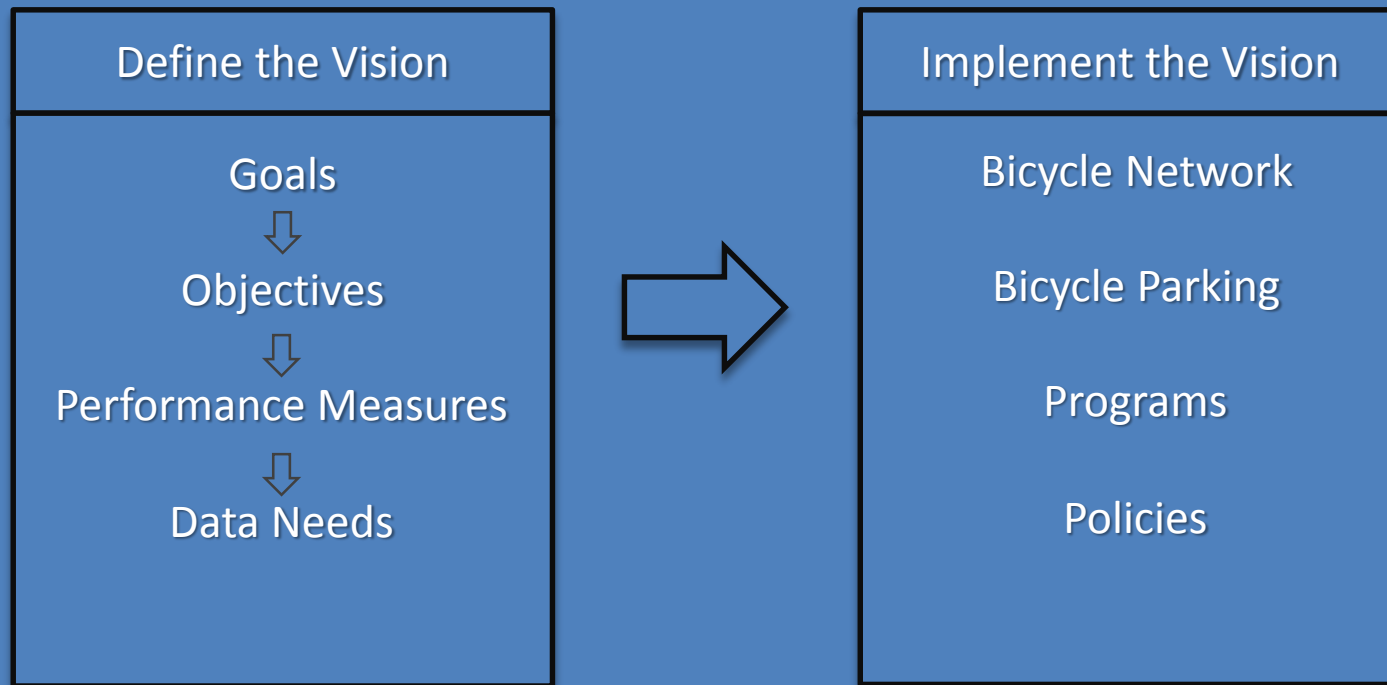 Define the Vision
Goals
Objectives
Performance Measures
Data Needs
Implement the Vision
Bicycle Network
Bicycle Parking
Programs
Policies